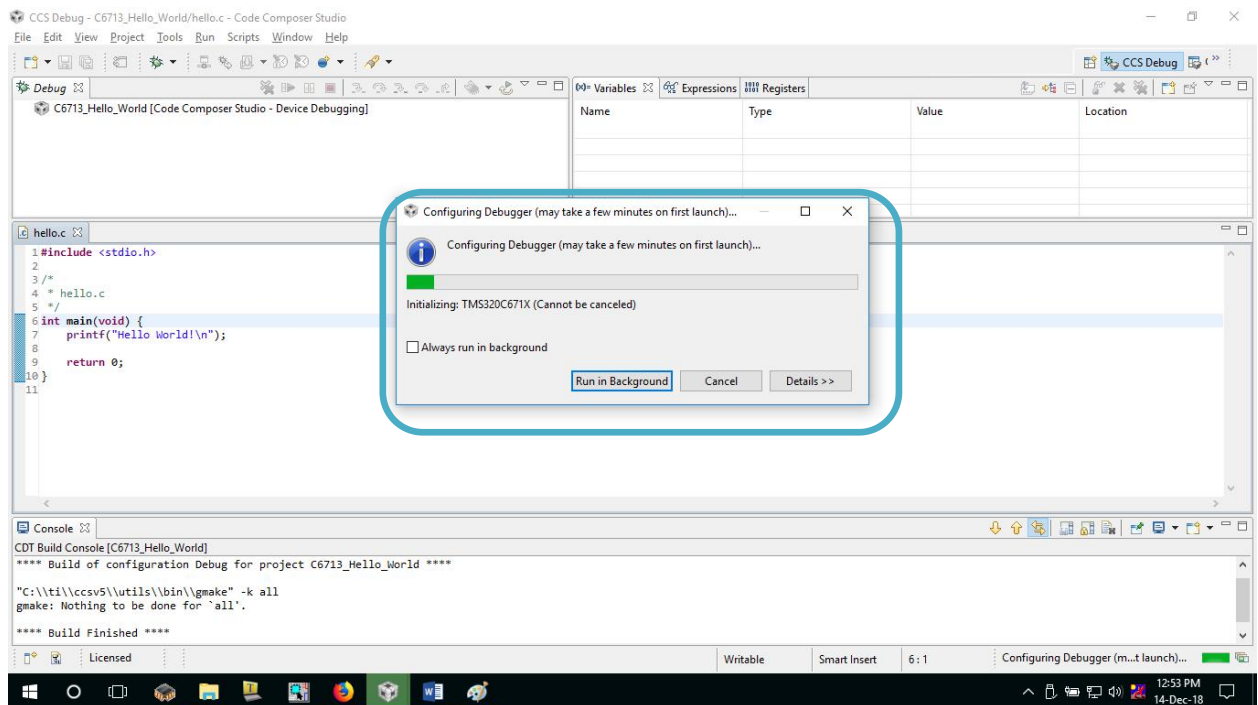 CCS Debug - C6713_Hello_World/hello.c - Code Composer Studio
File Edit View Project Tools Run Scripts Window Help
CCS Debug
Debug
C6713_Hello_World [Code Composer Studio - Device Debugging]
(x)= Variables Expressions Registers
Name Type Value Location
Configuring Debugger (may take a few minutes on first launch)...
Configuring Debugger (may take a few minutes on first launch)...
Initializing: TMS320C671X (Cannot be canceled)
Always run in background
Run in Background Cancel Details >>
hello.c
1 #include <stdio.h>
2
3 /*
4  * hello.c
5  */
6 int main(void) {
7     printf("Hello World!\n");
8
9     return 0;
10 }
11
Console
CDT Build Console [C6713_Hello_World]
**** Build of configuration Debug for project C6713_Hello_World ****
"C:\\ti\\ccsv5\\utils\\bin\\gmake" -k all
gmake: Nothing to be done for `all'.
**** Build Finished ****
Licensed Writable Smart Insert 6 : 1 Configuring Debugger (m...t launch)...
12:53 PM
14-Dec-18